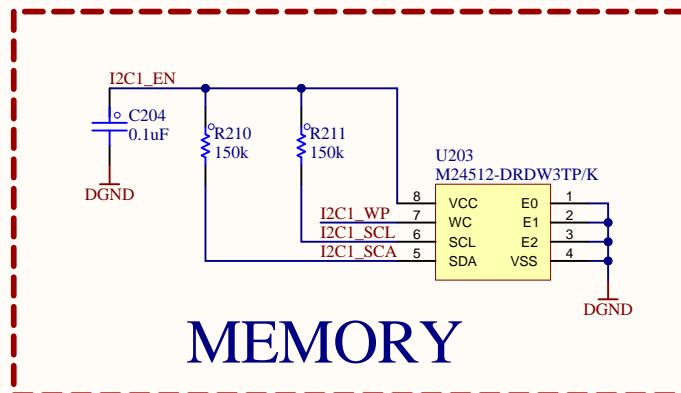 I2C1_EN
C204
0.1uF
R210
150k
R211
150k
DGND
U203
M24512-DRDW3TP/K
8 VCC E0 1
I2C1_WP 7 WC E1 2
I2C1_SCL 6 SCL E2 3
I2C1_SCA 5 SDA VSS 4
DGND
MEMORY